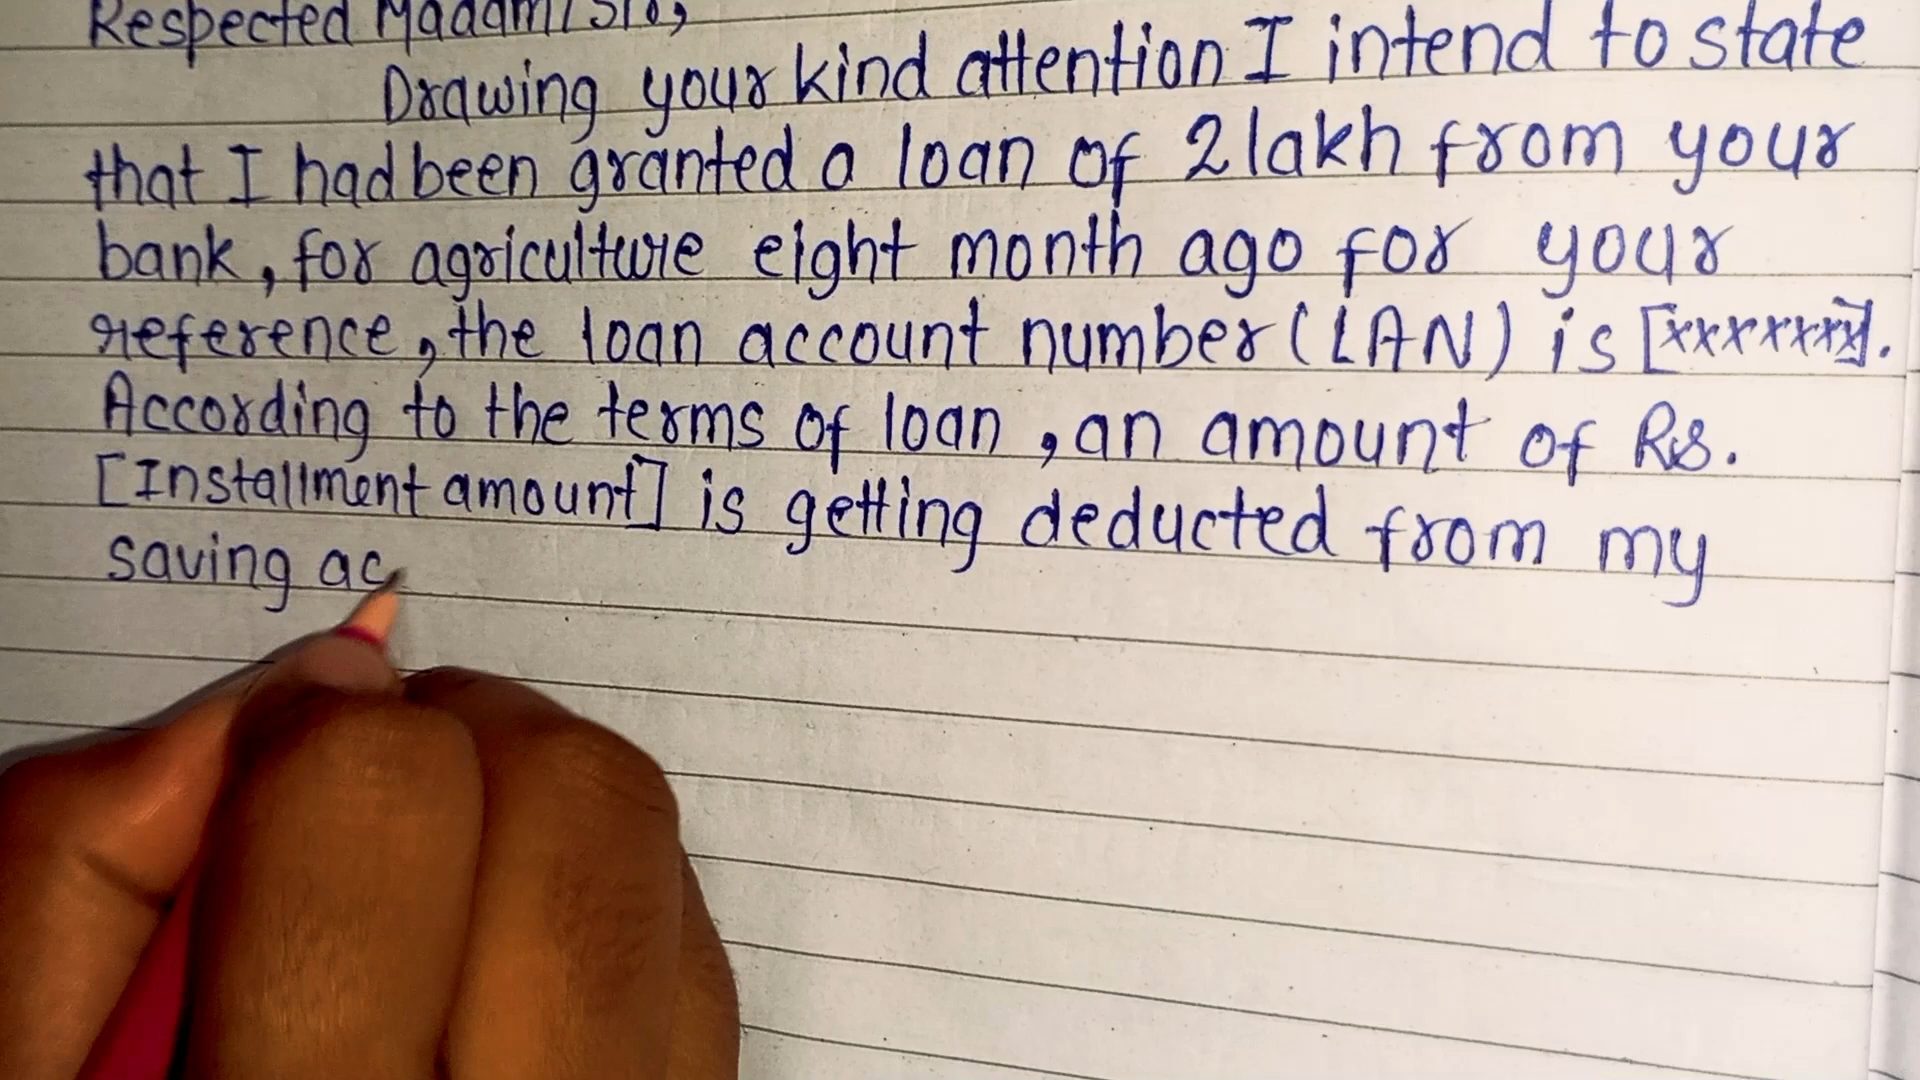 Respected Madam/Sir,
Drawing your kind attention I intend to state
that I had been granted a loan of 2 lakh from your
bank, for agriculture eight month ago for your
reference, the loan account number (LAN) is [xxxxxxx].
According to the terms of loan, an amount of Rs.
[Installment amount] is getting deducted from my
saving ac